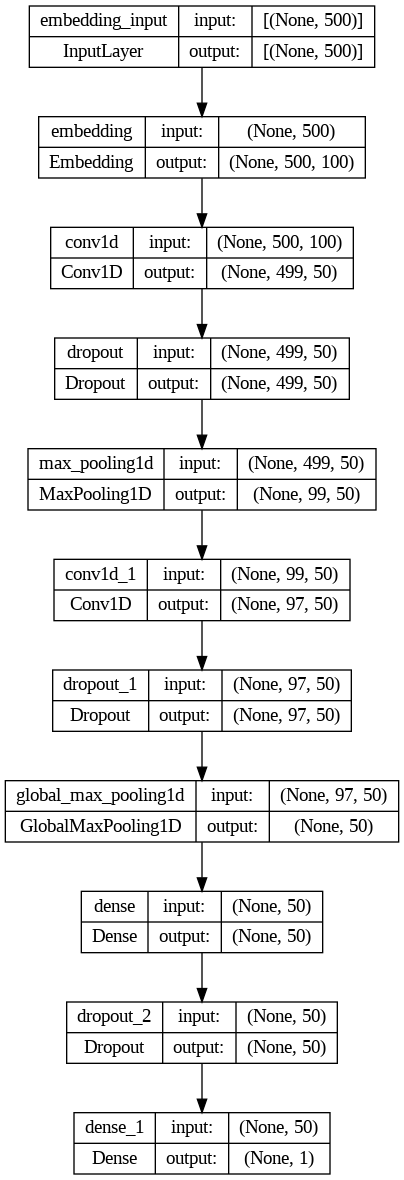 embedding_input input: [(None, 500)]
InputLayer output: [(None, 500)]
embedding input: (None, 500)
Embedding output: (None, 500, 100)
conv1d input: (None, 500, 100)
Conv1D output: (None, 499, 50)
dropout input: (None, 499, 50)
Dropout output: (None, 499, 50)
max_pooling1d input: (None, 499, 50)
MaxPooling1D output: (None, 99, 50)
conv1d_1 input: (None, 99, 50)
Conv1D output: (None, 97, 50)
dropout_1 input: (None, 97, 50)
Dropout output: (None, 97, 50)
global_max_pooling1d input: (None, 97, 50)
GlobalMaxPooling1D output: (None, 50)
dense input: (None, 50)
Dense output: (None, 50)
dropout_2 input: (None, 50)
Dropout output: (None, 50)
dense_1 input: (None, 50)
Dense output: (None, 1)